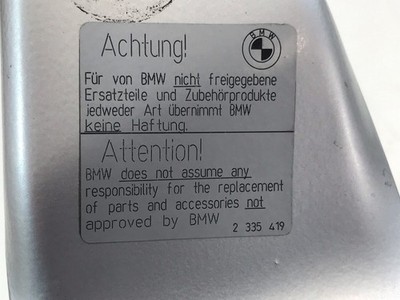 Achtung!
BMW
Für von BMW nicht freigegebene
Ersatzteile und Zubehörprodukte
jedweder Art übernimmt BMW
keine Haftung.
Attention!
BMW does not assume any
responsibility for the replacement
of parts and accessories not
approved by BMW
2 335 419